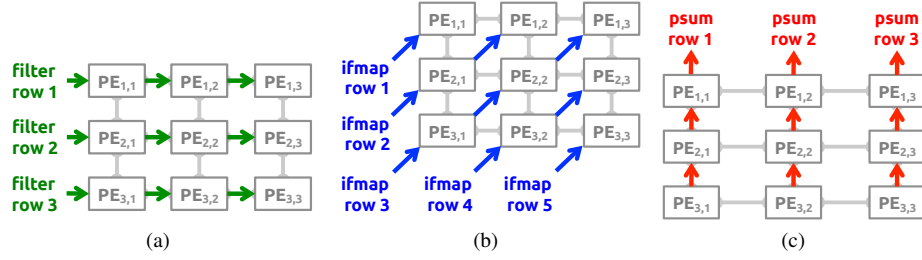 filter
row 1
PE1,1 PE1,2 PE1,3
filter
row 2
PE2,1 PE2,2 PE2,3
filter
row 3
PE3,1 PE3,2 PE3,3
(a)
PE1,1 PE1,2 PE1,3
ifmap
row 1
PE2,1 PE2,2 PE2,3
ifmap
row 2
PE3,1 PE3,2 PE3,3
ifmap ifmap ifmap
row 3 row 4 row 5
(b)
psum psum psum
row 1 row 2 row 3
PE1,1 PE1,2 PE1,3
PE2,1 PE2,2 PE2,3
PE3,1 PE3,2 PE3,3
(c)